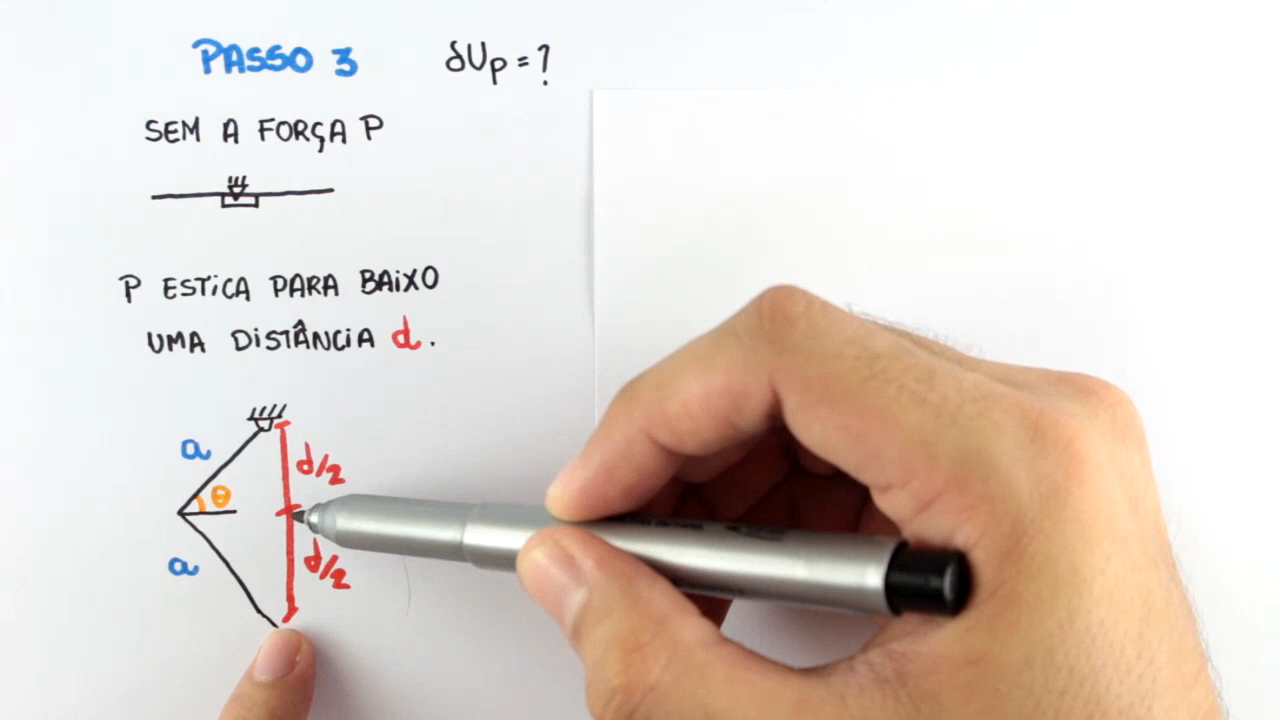 PASSO 3 δUp = ?
SEM A FORÇA P
P ESTICA PARA BAIXO
UMA DISTÂNCIA d.
a
θ
d/2
a
d/2